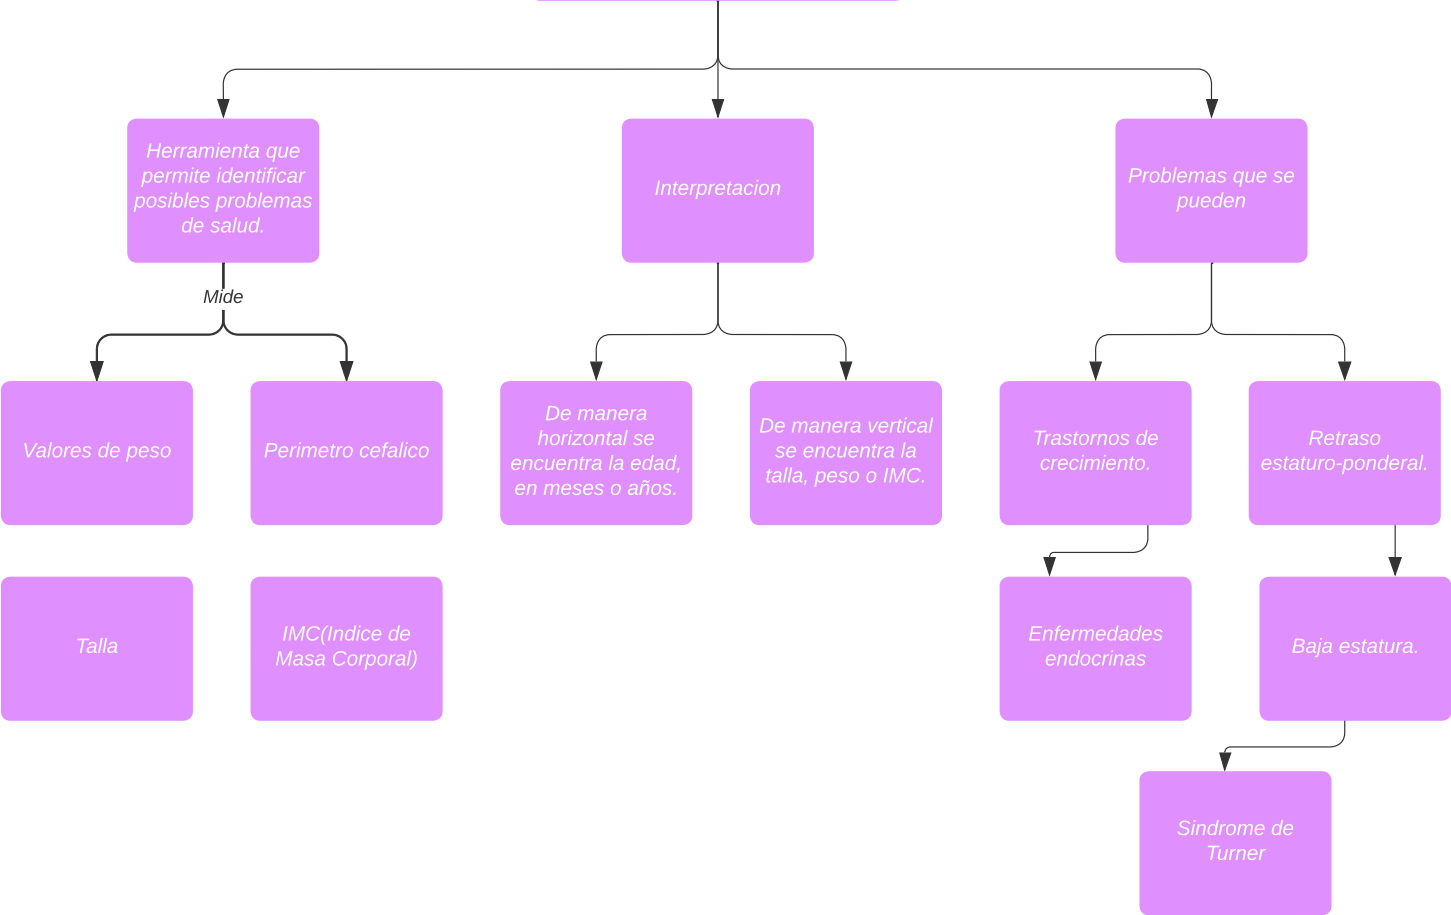 Herramienta que
permite identificar
posibles problemas
de salud.
Interpretacion
Problemas que se
pueden
Mide
Valores de peso
Perimetro cefalico
De manera
horizontal se
encuentra la edad,
en meses o años.
De manera vertical
se encuentra la
talla, peso o IMC.
Trastornos de
crecimiento.
Retraso
estaturo-ponderal.
Talla
IMC(Indice de
Masa Corporal)
Enfermedades
endocrinas
Baja estatura.
Sindrome de
Turner